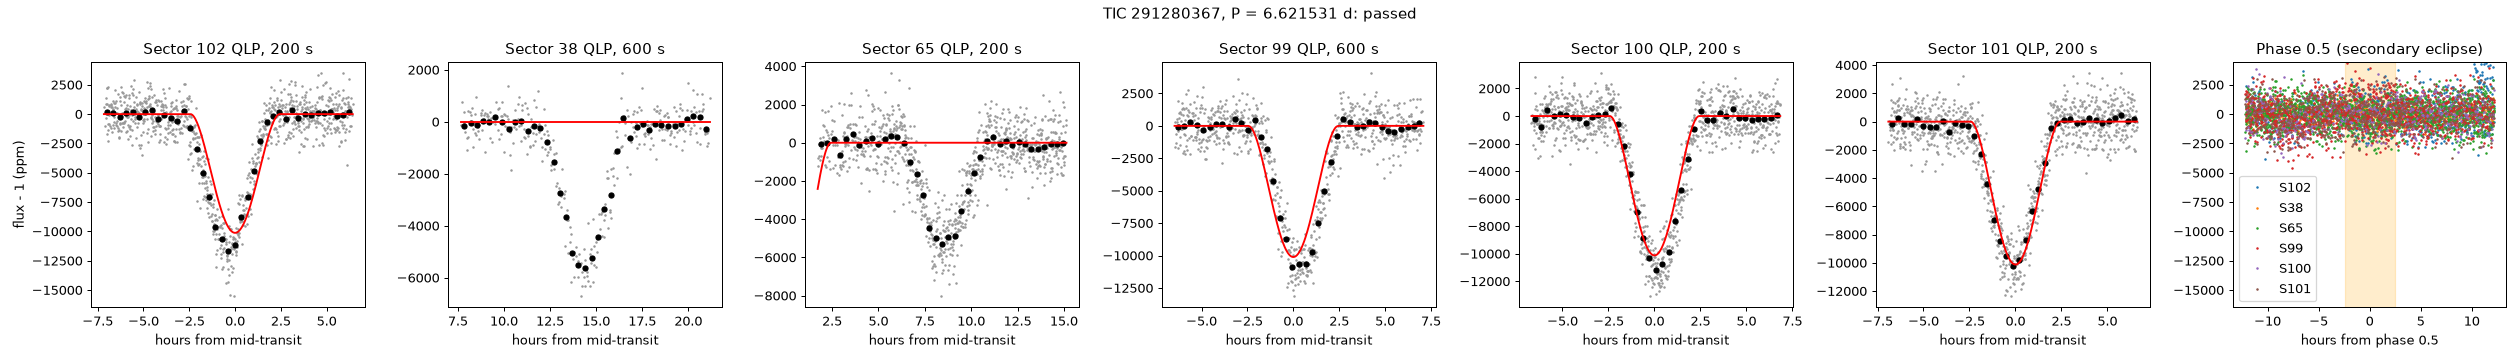 TIC 291280367, P = 6.621531 d: passed
Sector 102 QLP, 200 s
Sector 38 QLP, 600 s
Sector 65 QLP, 200 s
Sector 99 QLP, 600 s
Sector 100 QLP, 200 s
Sector 101 QLP, 200 s
Phase 0.5 (secondary eclipse)
flux - 1 (ppm)
2500
0
−2500
−5000
−7500
−10000
−12500
−15000
−7.5 −5.0 −2.5 0.0 2.5 5.0
hours from mid-transit
2000
0
−2000
−4000
−6000
7.5 10.0 12.5 15.0 17.5 20.0
hours from mid-transit
4000
2000
0
−2000
−4000
−6000
−8000
2.5 5.0 7.5 10.0 12.5 15.0
hours from mid-transit
2500
0
−2500
−5000
−7500
−10000
−12500
−5.0 −2.5 0.0 2.5 5.0 7.5
hours from mid-transit
2000
0
−2000
−4000
−6000
−8000
−10000
−12000
−5.0 −2.5 0.0 2.5 5.0 7.5
hours from mid-transit
4000
2000
0
−2000
−4000
−6000
−8000
−10000
−12000
−7.5 −5.0 −2.5 0.0 2.5 5.0
hours from mid-transit
2500
0
−2500
−5000
−7500
−10000
−12500
−15000
S102
S38
S65
S99
S100
S101
−10 −5 0 5 10
hours from phase 0.5